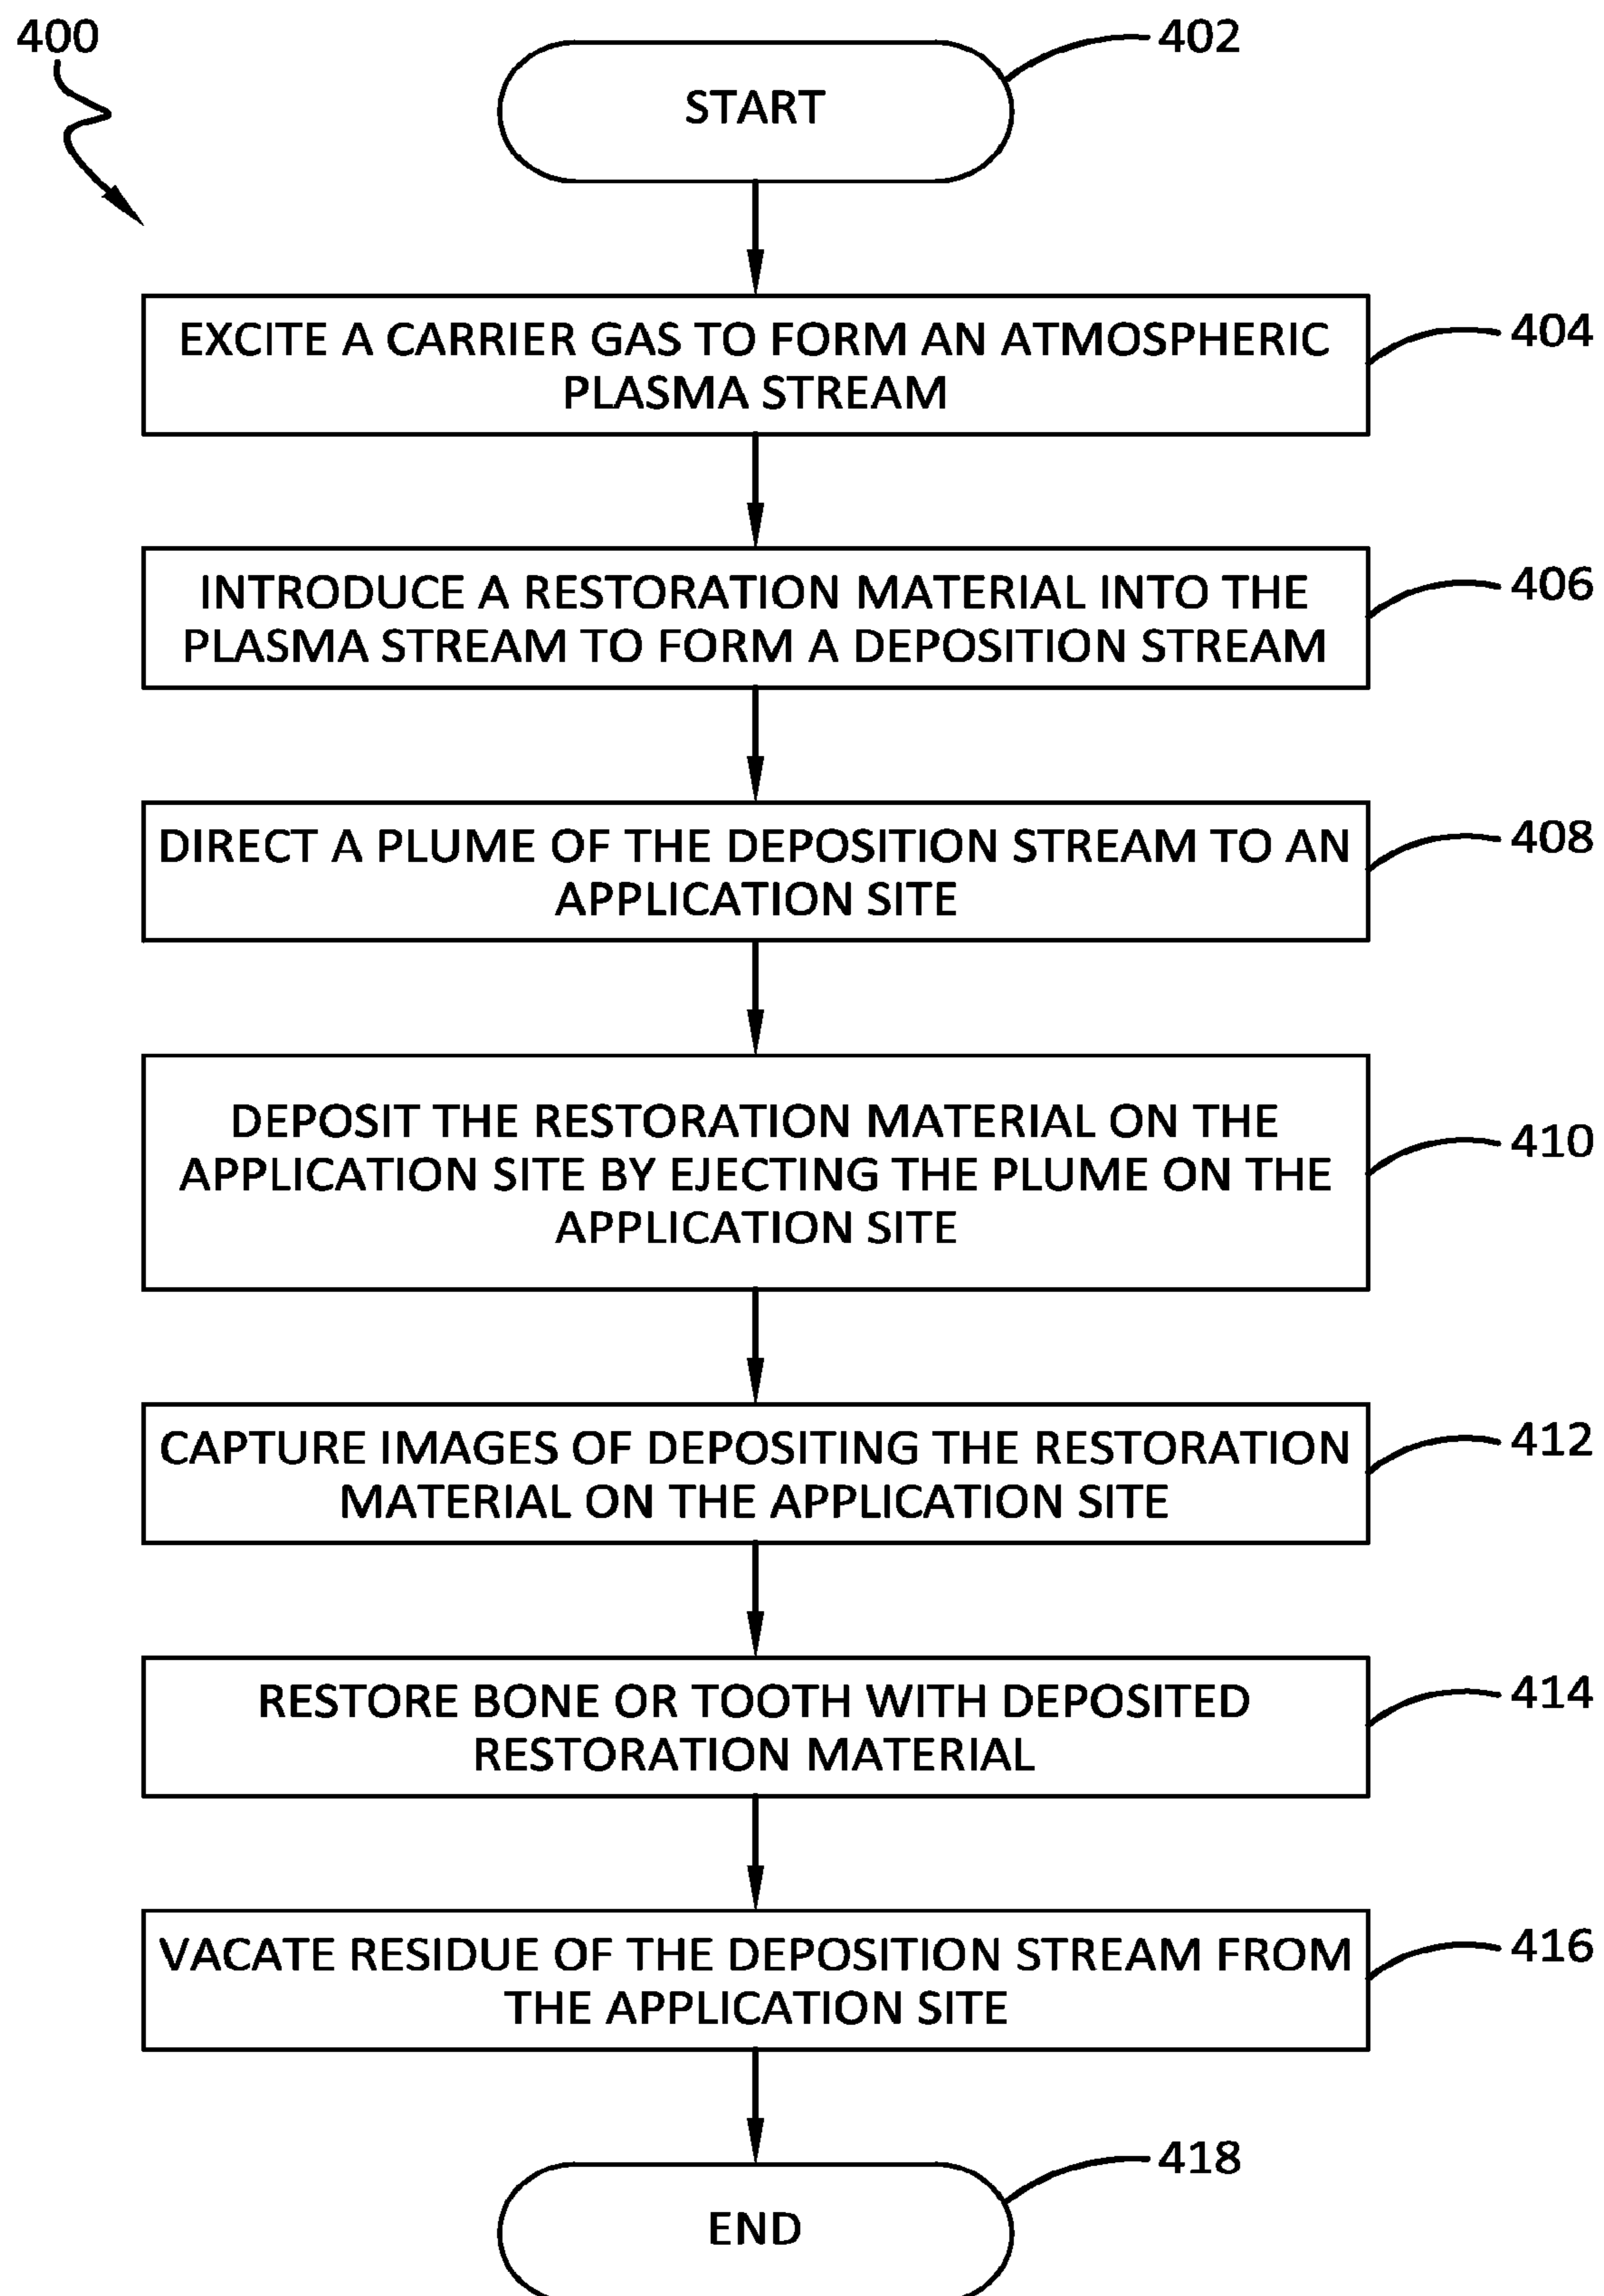 400
402
START
EXCITE A CARRIER GAS TO FORM AN ATMOSPHERIC
PLASMA STREAM
404
INTRODUCE A RESTORATION MATERIAL INTO THE
PLASMA STREAM TO FORM A DEPOSITION STREAM
406
DIRECT A PLUME OF THE DEPOSITION STREAM TO AN
APPLICATION SITE
408
DEPOSIT THE RESTORATION MATERIAL ON THE
APPLICATION SITE BY EJECTING THE PLUME ON THE
APPLICATION SITE
410
CAPTURE IMAGES OF DEPOSITING THE RESTORATION
MATERIAL ON THE APPLICATION SITE
412
RESTORE BONE OR TOOTH WITH DEPOSITED
RESTORATION MATERIAL
414
VACATE RESIDUE OF THE DEPOSITION STREAM FROM
THE APPLICATION SITE
416
418
END